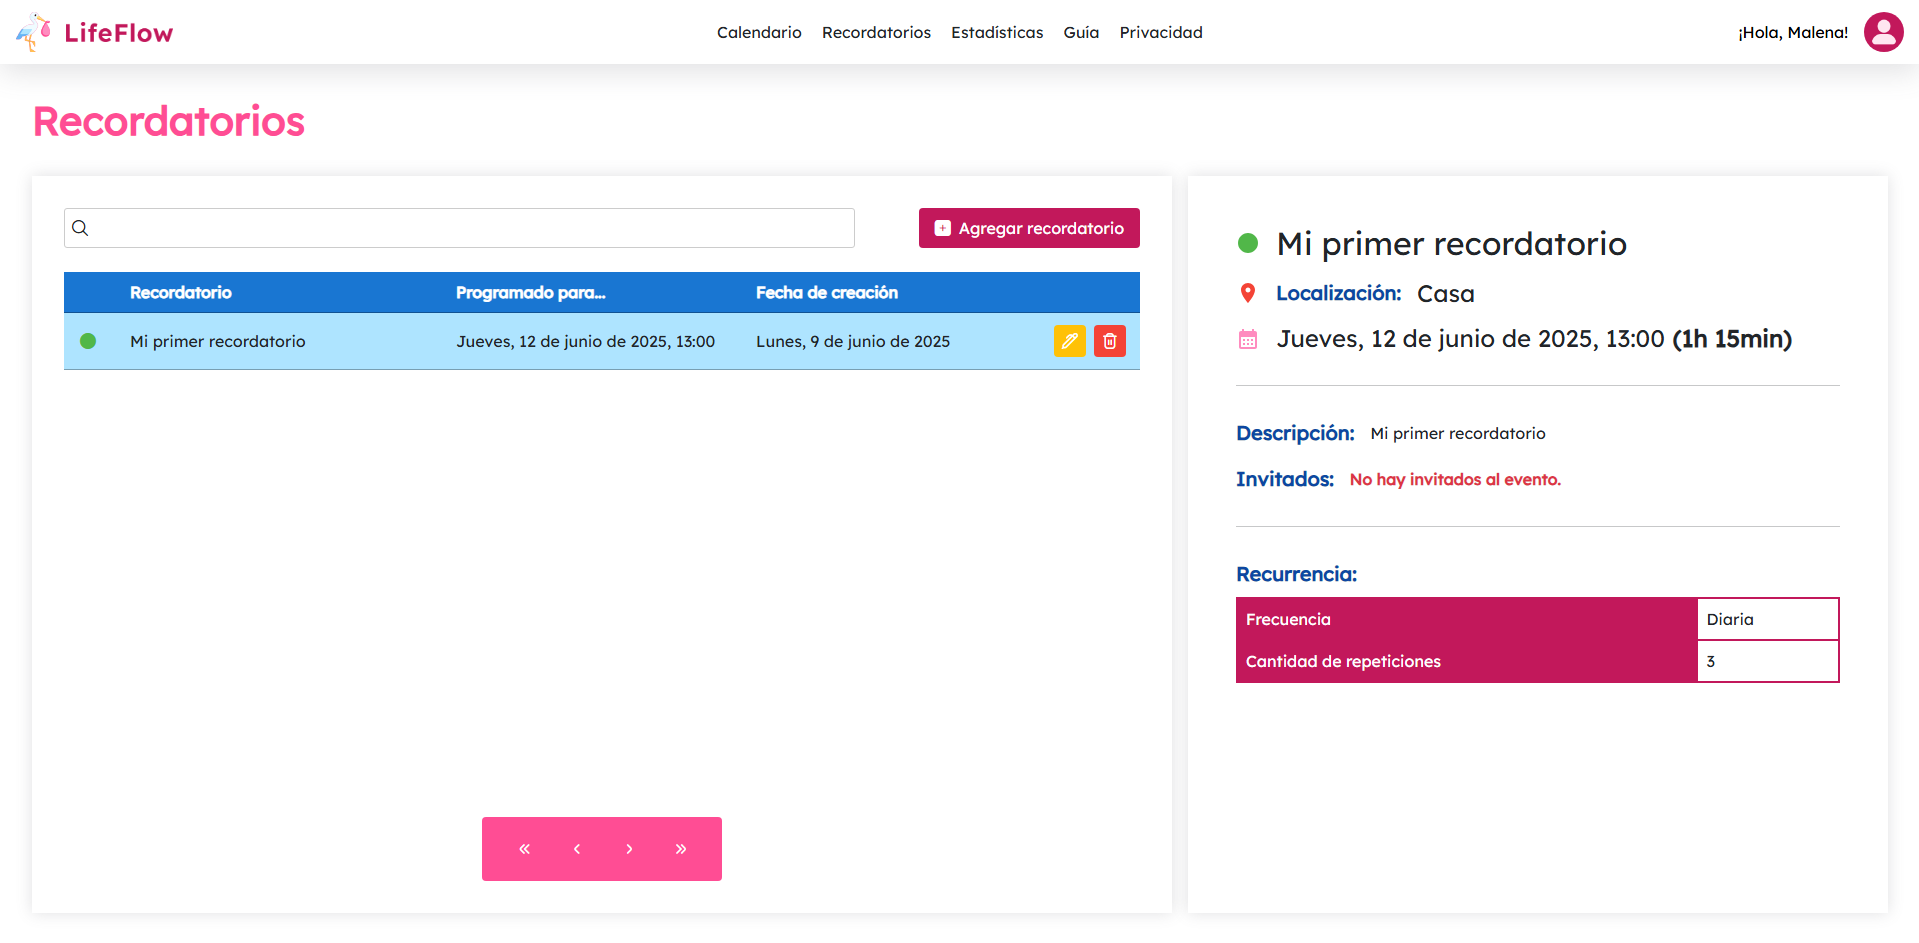 LifeFlow
Calendario Recordatorios Estadísticas Guía Privacidad
¡Hola, Malena!
Recordatorios
Agregar recordatorio
Recordatorio Programado para... Fecha de creación
Mi primer recordatorio Jueves, 12 de junio de 2025, 13:00 Lunes, 9 de junio de 2025
« ‹ › »
Mi primer recordatorio
Localización: Casa
Jueves, 12 de junio de 2025, 13:00 (1h 15min)
Descripción: Mi primer recordatorio
Invitados: No hay invitados al evento.
Recurrencia:
Frecuencia Diaria
Cantidad de repeticiones 3